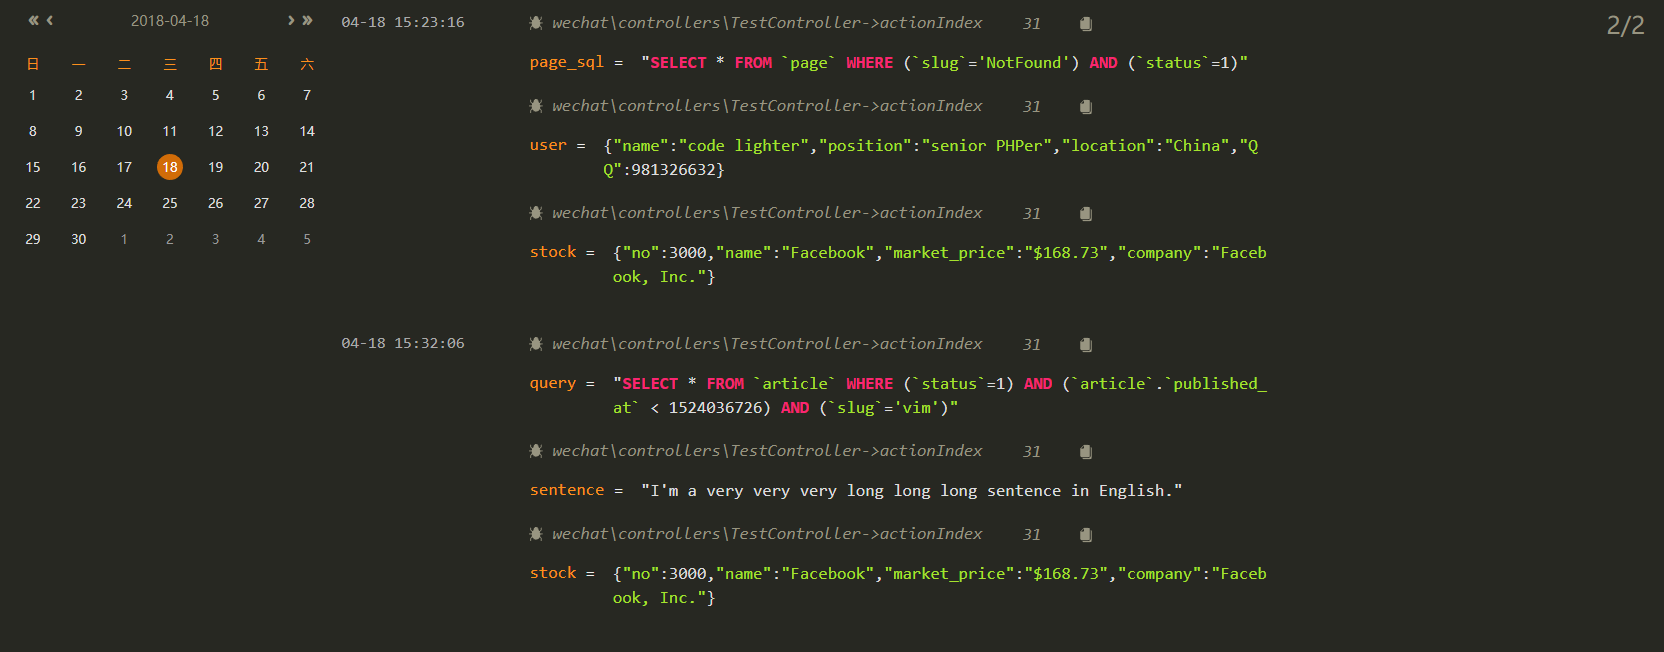 « ‹ 2018-04-18 › »
日 一 二 三 四 五 六
1 2 3 4 5 6 7
8 9 10 11 12 13 14
15 16 17 18 19 20 21
22 23 24 25 26 27 28
29 30 1 2 3 4 5
2/2
04-18 15:23:16
wechat\controllers\TestController->actionIndex 31
page_sql = "SELECT * FROM `page` WHERE (`slug`='NotFound') AND (`status`=1)"
wechat\controllers\TestController->actionIndex 31
user = {"name":"code lighter","position":"senior PHPer","location":"China","Q
Q":981326632}
wechat\controllers\TestController->actionIndex 31
stock = {"no":3000,"name":"Facebook","market_price":"$168.73","company":"Faceb
ook, Inc."}
04-18 15:32:06
wechat\controllers\TestController->actionIndex 31
query = "SELECT * FROM `article` WHERE (`status`=1) AND (`article`.`published_
at` < 1524036726) AND (`slug`='vim')"
wechat\controllers\TestController->actionIndex 31
sentence = "I'm a very very very long long long sentence in English."
wechat\controllers\TestController->actionIndex 31
stock = {"no":3000,"name":"Facebook","market_price":"$168.73","company":"Faceb
ook, Inc."}